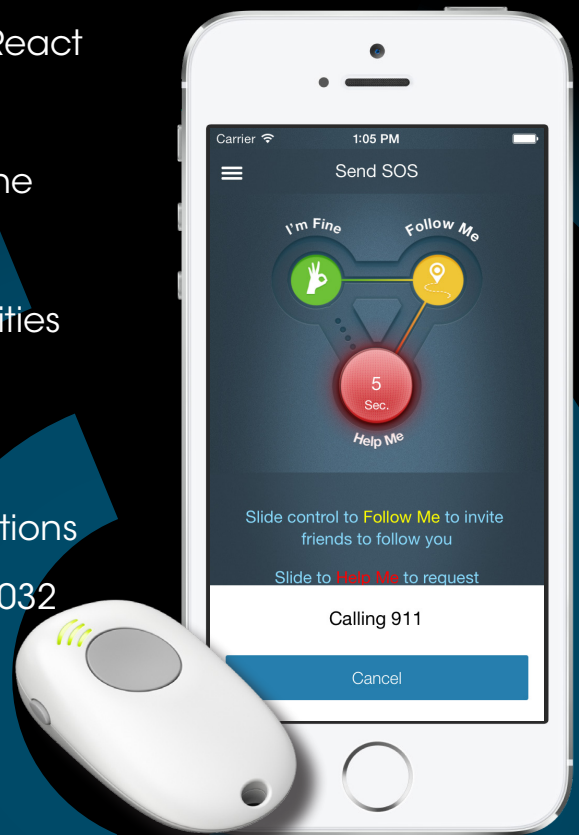 React
ne
ities
tions
032
Carrier
1:05 PM
Send SOS
I'm Fine
Follow Me
5
Sec.
Help Me
Slide control to Follow Me to invite
friends to follow you
Slide to Help Me to request
Calling 911
Cancel